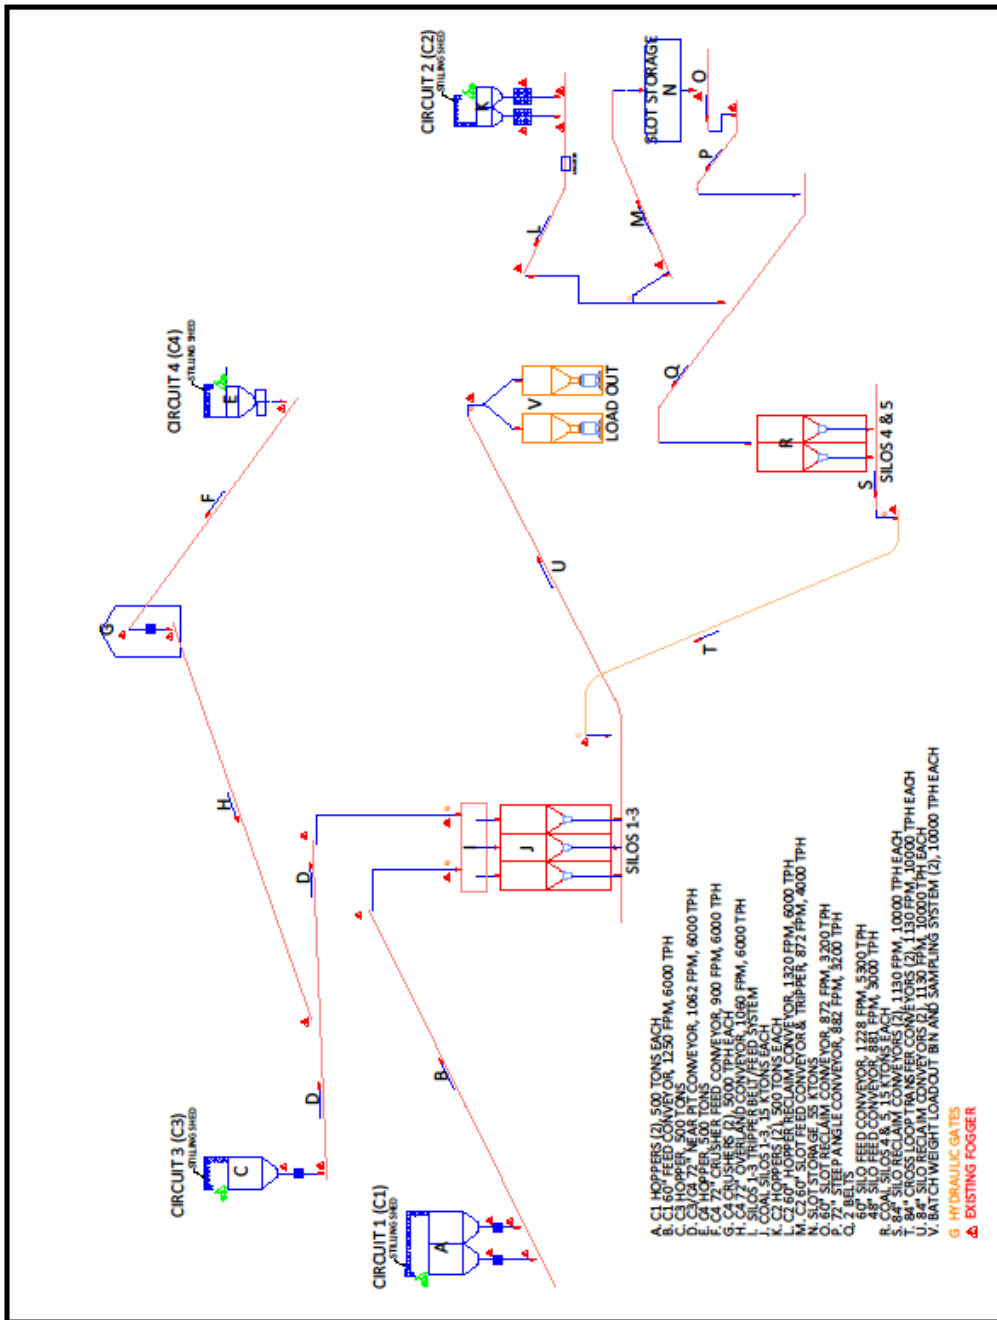 CIRCUIT 4 (C4)
STILLING SHED
E
F
G
H
CIRCUIT 3 (C3)
STILLING SHED
C
D
D
CIRCUIT 1 (C1)
STILLING SHED
A
B
I
J
SILOS 1-3
CIRCUIT 2 (C2)
STILLING SHED
K
L
M
SLOT STORAGE
N
O
P
Q
R
SILOS 4 & 5
S
T
U
V
LOAD OUT
A. C1 HOPPERS (2), 500 TONS EACH
B. C1 60" FEED CONVEYOR, 1250 FPM, 6000 TPH
C. C3 HOPPER, 500 TONS
D. C3/C4 72" NEAR PIT CONVEYOR, 1062 FPM, 6000 TPH
E. C4 HOPPER, 500 TONS
F. C4 72" CRUSHER FEED CONVEYOR, 900 FPM, 6000 TPH
G. C4 CRUSHERS (2), 5000 TPH EACH
H. C4 72" OVERLAND CONVEYOR, 1060 FPM, 6000 TPH
I. SILOS 1-3 TRIPPER BELT/FEED SYSTEM
J. COAL SILOS 1-3, 15 KTONS EACH
K. C2 HOPPERS (2), 500 TONS EACH
L. C2 60" HOPPER RECLAIM CONVEYOR, 1320 FPM, 6000 TPH
M. C2 60" SLOT FEED CONVEYOR & TRIPPER, 872 FPM, 4000 TPH
N. SLOT STORAGE, 55 KTONS
O. 60" SLOT RECLAIM CONVEYOR, 872 FPM, 3200 TPH
P. 72" STEEP ANGLE CONVEYOR, 882 FPM, 3200 TPH
Q. 2 BELTS
60" SILO FEED CONVEYOR, 1228 FPM, 5300 TPH
48" SILO FEED CONVEYOR, 881 FPM, 3000 TPH
R. COAL SILOS 4 & 5, 15 KTONS EACH
S. 84" SILO RECLAIM CONVEYORS (2), 1130 FPM, 10000 TPH EACH
T. 84" CROSS LOOP TRANSFER CONVEYORS (2), 1130 FPM, 10000 TPH EACH
U. 84" SILO RECLAIM CONVEYORS (2), 1130 FPM, 10000 TPH EACH
V. BATCH WEIGHT LOADOUT BIN AND SAMPLING SYSTEM (2), 10000 TPH EACH
G HYDRAULIC GATES
EXISTING FOGGER